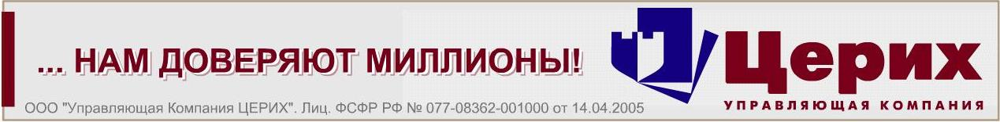 ... НАМ ДОВЕРЯЮТ МИЛЛИОНЫ!
ООО "Управляющая Компания ЦЕРИХ". Лиц. ФСФР РФ № 077-08362-001000 от 14.04.2005
Церих
УПРАВЛЯЮЩАЯ КОМПАНИЯ